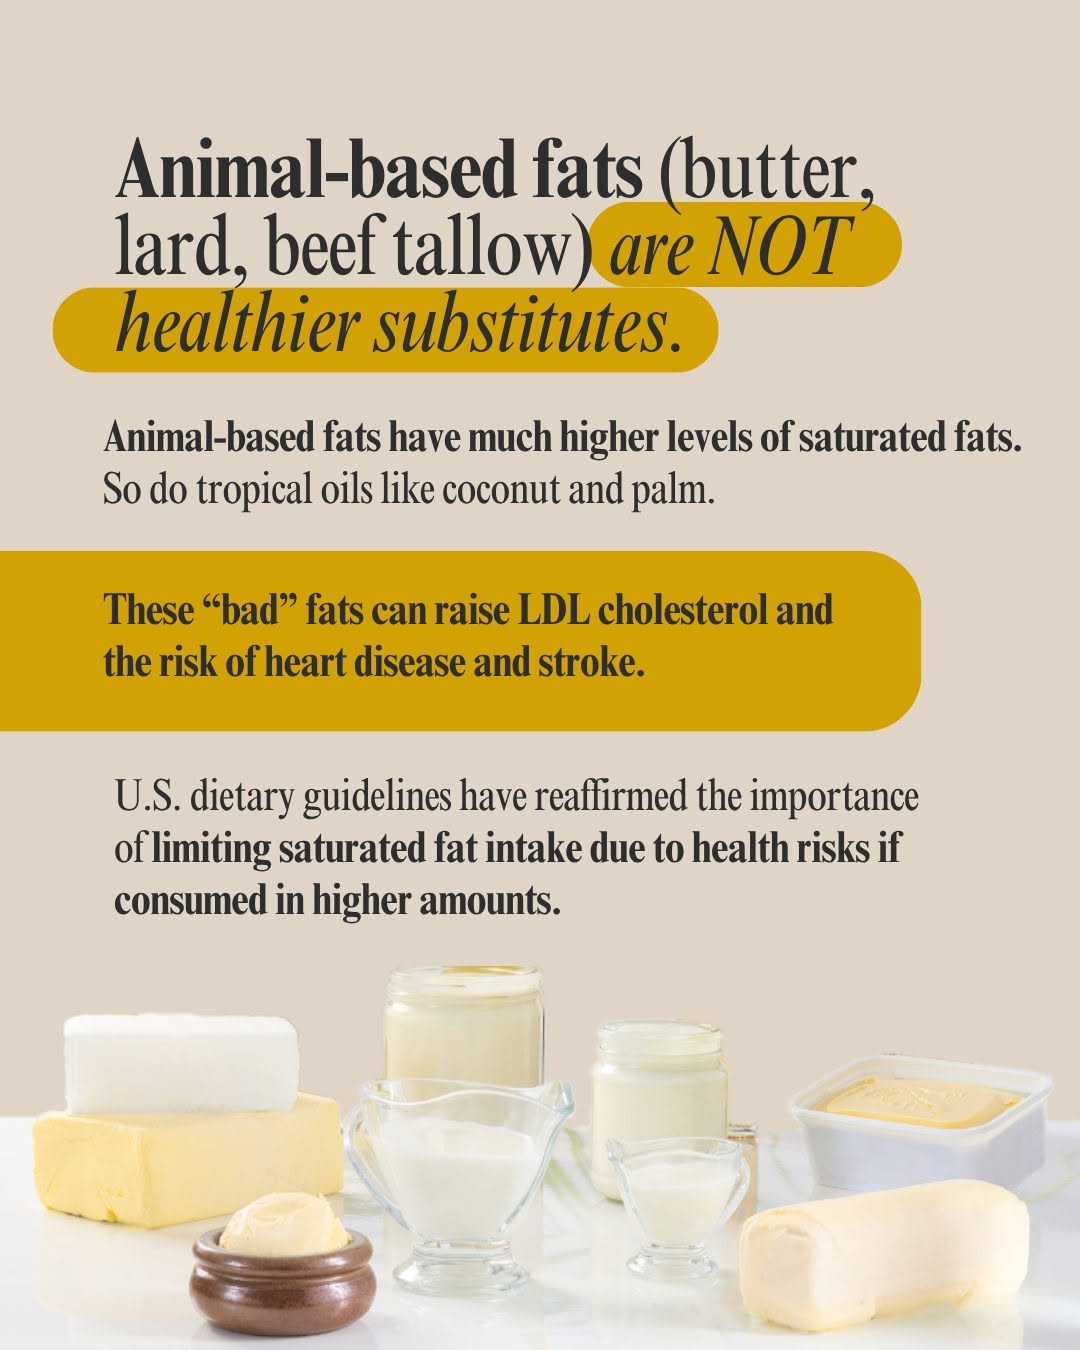 Animal-based fats (butter,
lard, beef tallow) are NOT
healthier substitutes.
Animal-based fats have much higher levels of saturated fats.
So do tropical oils like coconut and palm.
These “bad” fats can raise LDL cholesterol and
the risk of heart disease and stroke.
U.S. dietary guidelines have reaffirmed the importance
of limiting saturated fat intake due to health risks if
consumed in higher amounts.